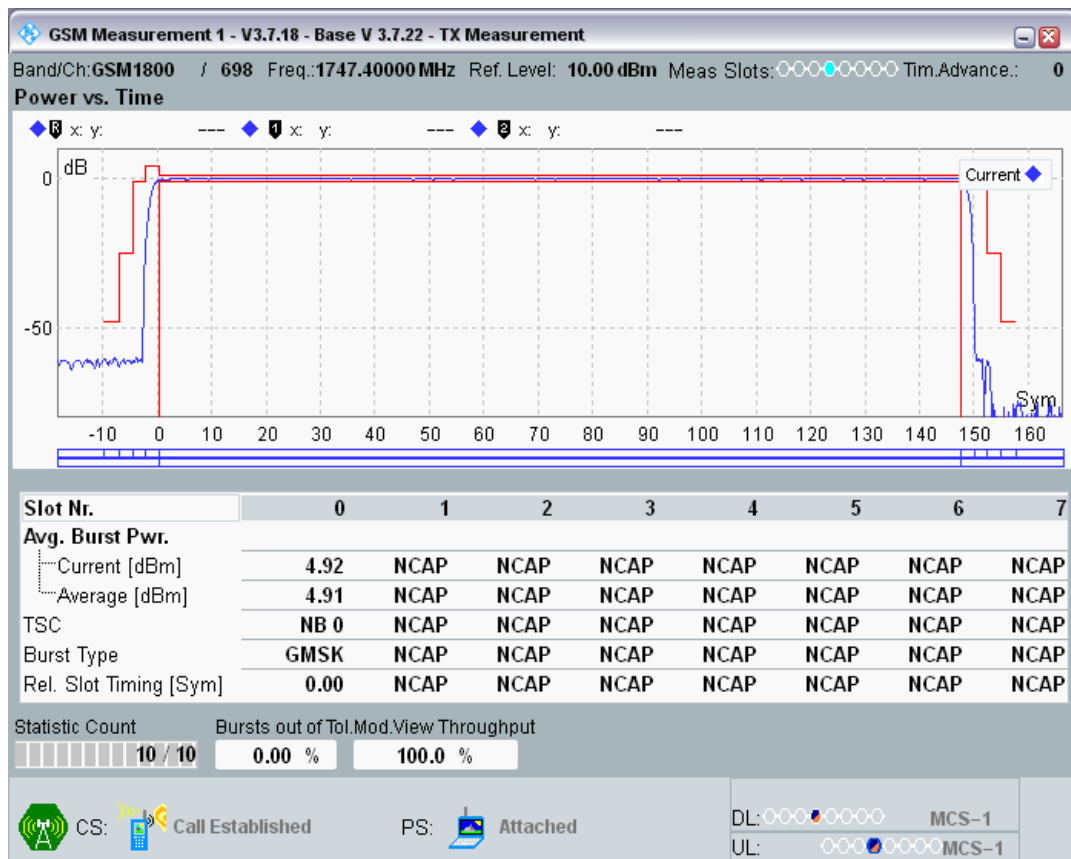 GSM Measurement 1 - V3.7.18 - Base V 3.7.22 - TX Measurement
Band/Ch:GSM1800 / 698 Freq.:1747.40000 MHz Ref. Level: 10.00 dBm Meas Slots: Tim.Advance.: 0
Power vs. Time
R x: y: --- 1 x: y: --- 2 x: y: ---
dB
Current
0
-50
Sym
-10 0 10 20 30 40 50 60 70 80 90 100 110 120 130 140 150 160
Slot Nr. 0 1 2 3 4 5 6 7
Avg. Burst Pwr.
Current [dBm] 4.92 NCAP NCAP NCAP NCAP NCAP NCAP NCAP
Average [dBm] 4.91 NCAP NCAP NCAP NCAP NCAP NCAP NCAP
TSC NB 0 NCAP NCAP NCAP NCAP NCAP NCAP NCAP
Burst Type GMSK NCAP NCAP NCAP NCAP NCAP NCAP NCAP
Rel. Slot Timing [Sym] 0.00 NCAP NCAP NCAP NCAP NCAP NCAP NCAP
Statistic Count Bursts out of Tol.Mod.View Throughput
10 / 10 0.00 % 100.0 %
CS: Call Established PS: Attached
DL: MCS-1
UL: MCS-1